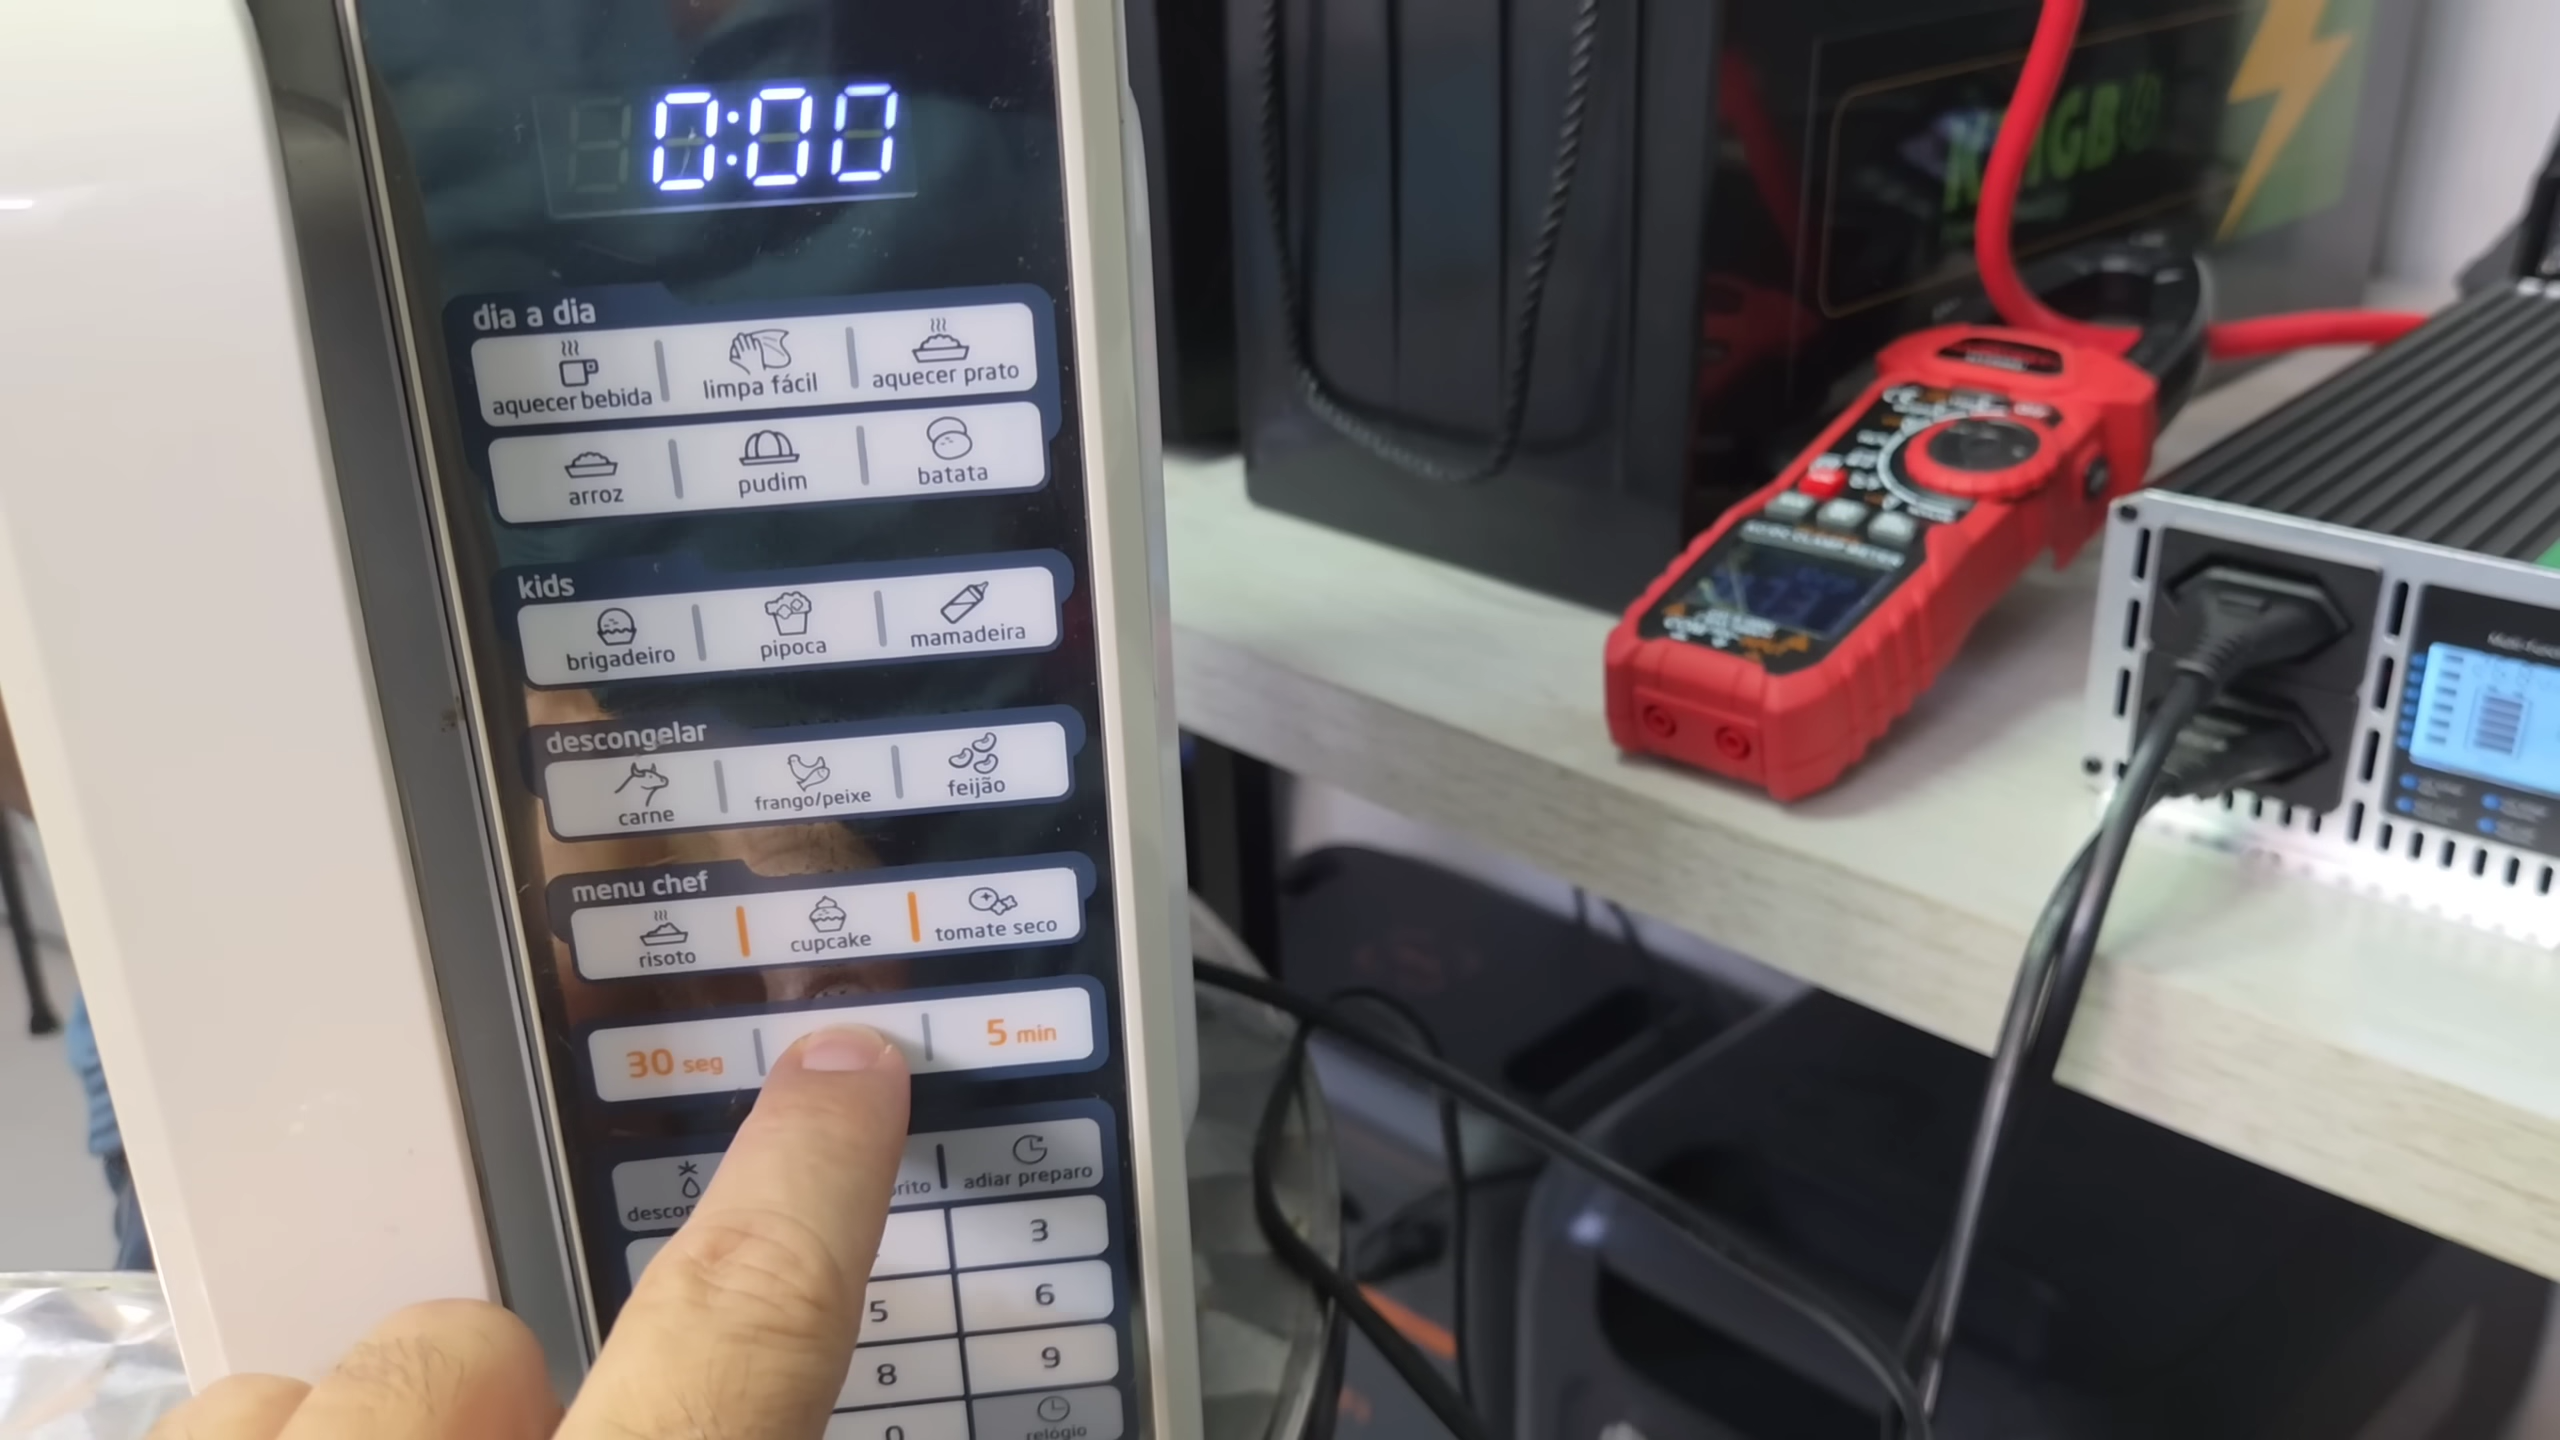 0:00
dia a dia
aquecer bebida
limpa fácil
aquecer prato
arroz
pudim
batata
kids
brigadeiro
pipoca
mamadeira
descongelar
carne
frango/peixe
feijão
menu chef
risoto
cupcake
tomate seco
30 seg
5 min
descon
rito
adiar preparo
3
5
6
8
9
0
relógio